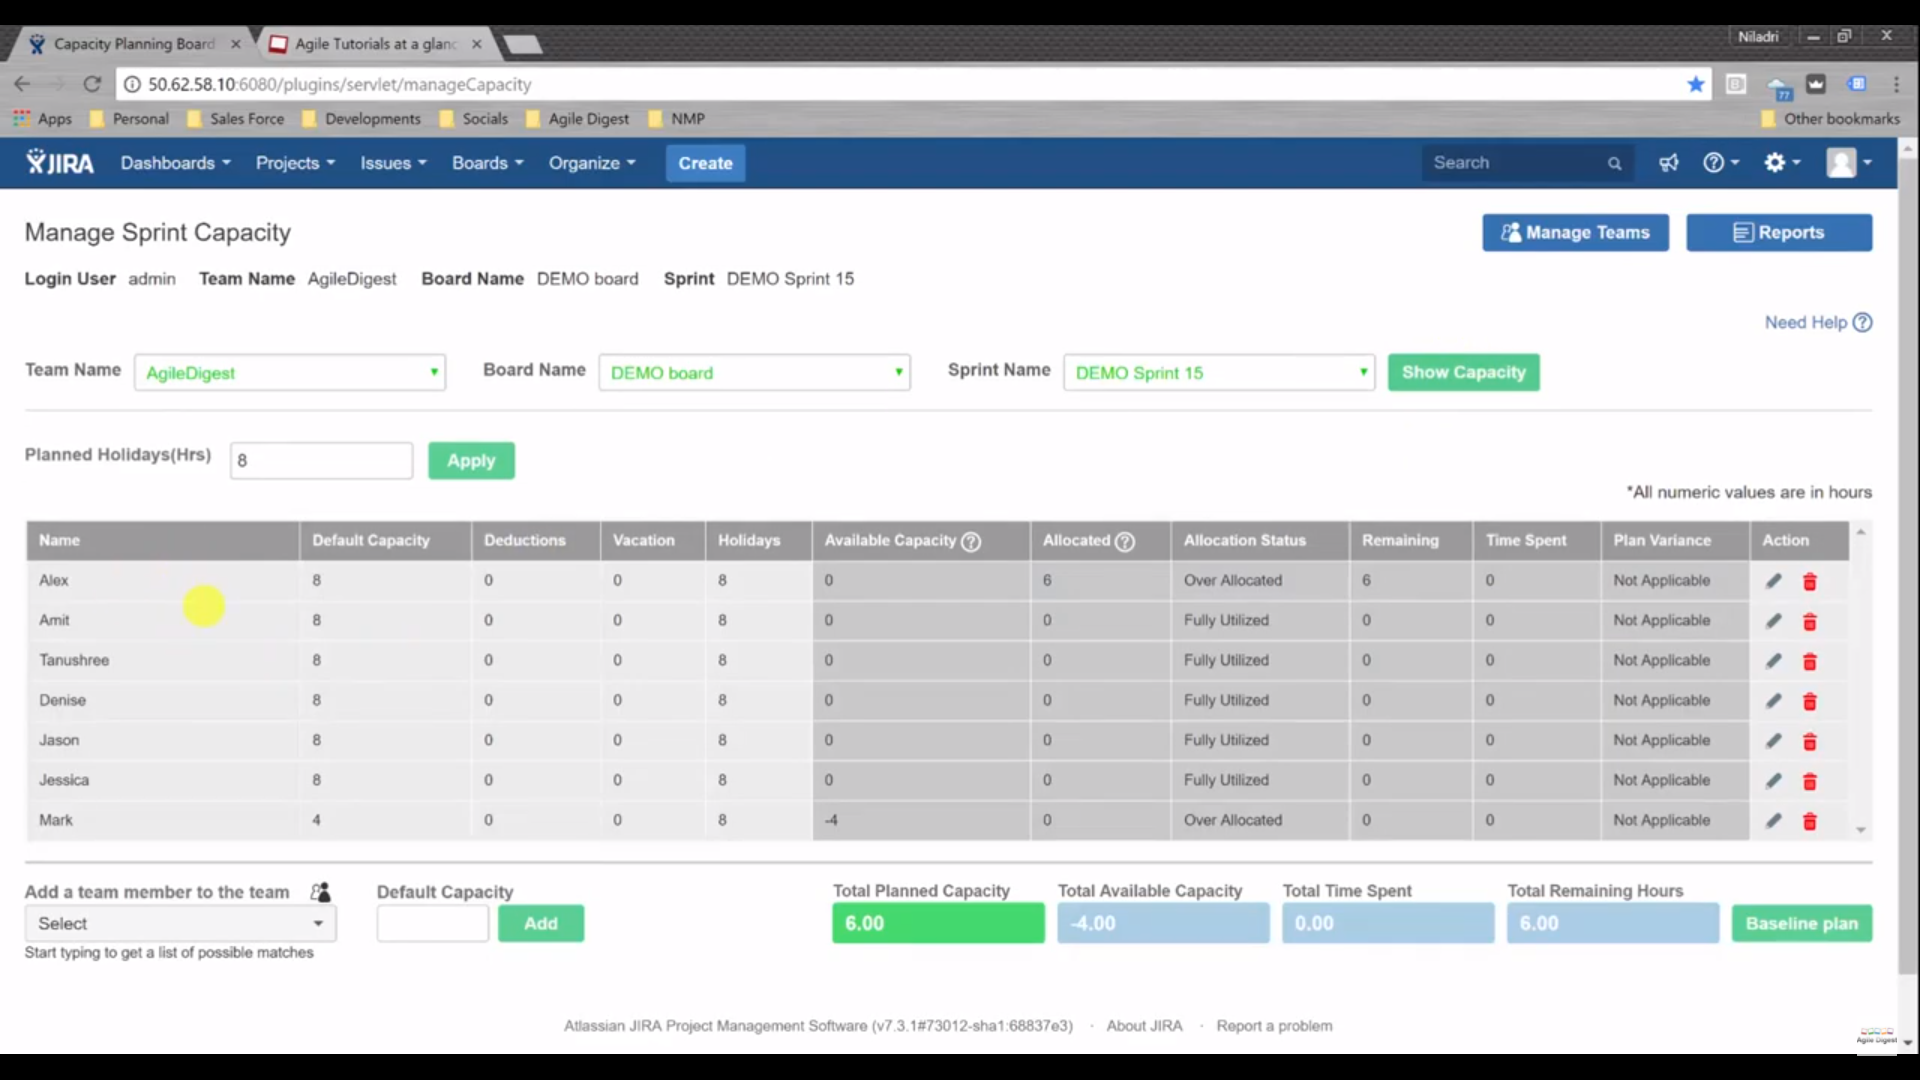 Capacity Planning Board
Agile Tutorials at a glanc
Niladri
50.62.58.10:6080/plugins/servlet/manageCapacity
77
Apps Personal Sales Force Developments Socials Agile Digest NMP Other bookmarks
JIRA Dashboards Projects Issues Boards Organize Create Search
Manage Sprint Capacity
Manage Teams Reports
Login User admin Team Name AgileDigest Board Name DEMO board Sprint DEMO Sprint 15
Need Help ?
Team Name AgileDigest Board Name DEMO board Sprint Name DEMO Sprint 15 Show Capacity
Planned Holidays(Hrs) 8 Apply
*All numeric values are in hours
Name Default Capacity Deductions Vacation Holidays Available Capacity ? Allocated ? Allocation Status Remaining Time Spent Plan Variance Action
Alex 8 0 0 8 0 6 Over Allocated 6 0 Not Applicable
Amit 8 0 0 8 0 0 Fully Utilized 0 0 Not Applicable
Tanushree 8 0 0 8 0 0 Fully Utilized 0 0 Not Applicable
Denise 8 0 0 8 0 0 Fully Utilized 0 0 Not Applicable
Jason 8 0 0 8 0 0 Fully Utilized 0 0 Not Applicable
Jessica 8 0 0 8 0 0 Fully Utilized 0 0 Not Applicable
Mark 4 0 0 8 -4 0 Over Allocated 0 0 Not Applicable
Add a team member to the team Default Capacity Total Planned Capacity Total Available Capacity Total Time Spent Total Remaining Hours
Select Add 6.00 -4.00 0.00 6.00 Baseline plan
Start typing to get a list of possible matches
Atlassian JIRA Project Management Software (v7.3.1#73012-sha1:68837e3) · About JIRA · Report a problem
Agile Digest